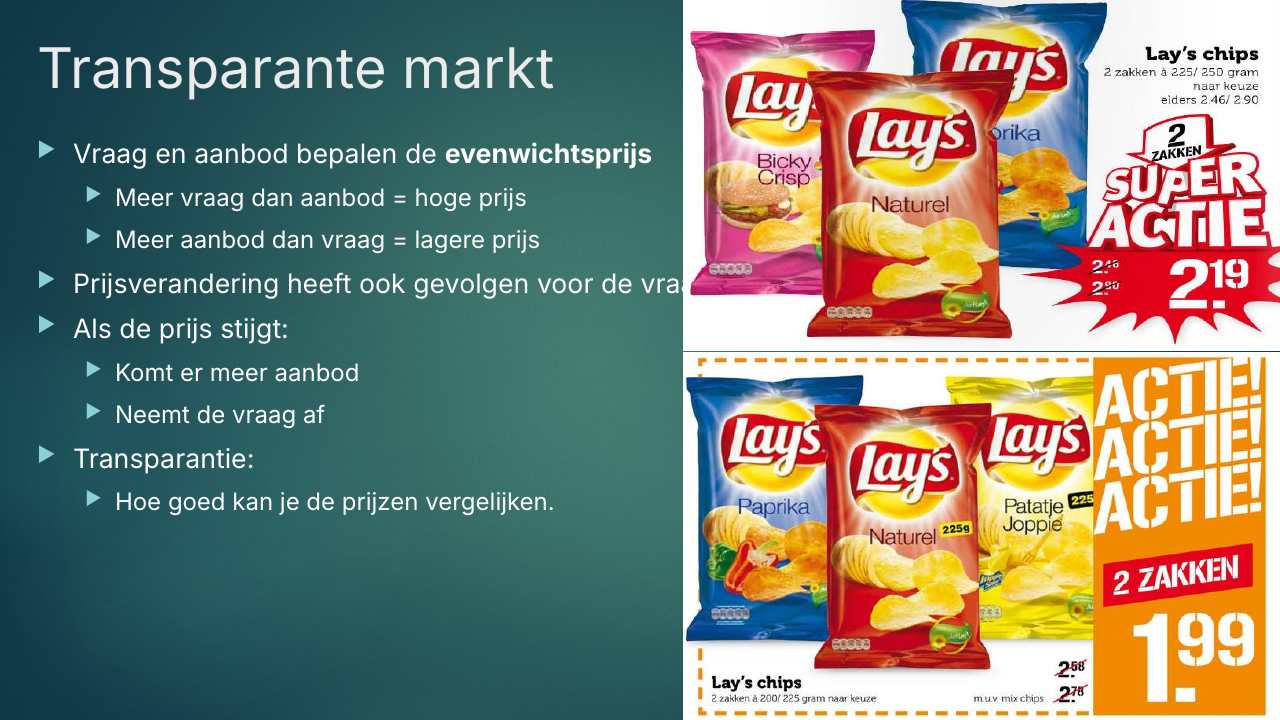 Transparante markt
Vraag en aanbod bepalen de evenwichtsprijs
Meer vraag dan aanbod = hoge prijs
Meer aanbod dan vraag = lagere prijs
Prijsverandering heeft ook gevolgen voor de
Als de prijs stijgt:
Komt er meer aanbod
Neemt de vraag af
Transparantie:
Hoe goed kan je de prijzen vergelijken.
Lay's
Bicky
Crisp
Lay's
Naturel
Lay's
Lay's chips
2 zakken à 225/ 250 gram
naar keuze
elders 2.46/ 2.90
2
ZAKKEN
SUPER
ACTIE
2.46
2.90
2.19
Lay's
Paprika
Lay's
Naturel
225g
Lay's
Patatje
Joppie
225
ACTIE!
ACTIE!
ACTIE!
2 ZAKKEN
1.99
Lay's chips
2 zakken à 200/ 225 gram naar keuze
m.u.v. mix chips
2.58
2.78